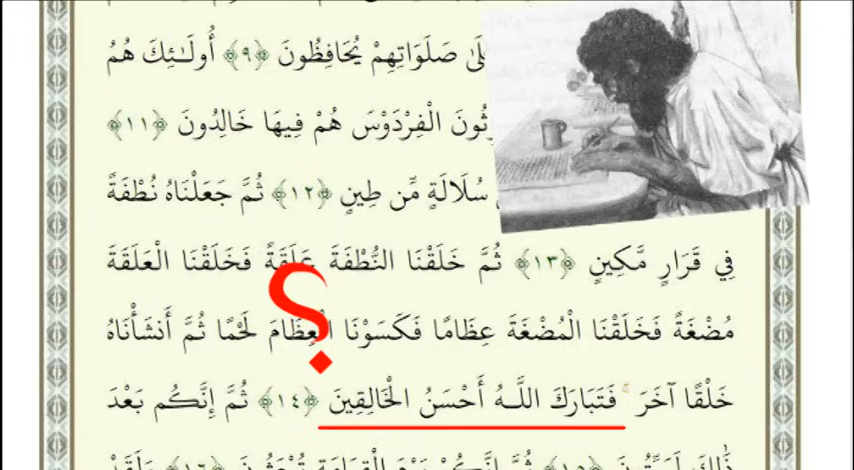 صَلَوَاتِهِمْ يُحَافِظُونَ ﴿٩﴾ أُولَـٰئِكَ هُمُ
الْفِرْدَوْسَ هُمْ فِيهَا خَالِدُونَ ﴿١١﴾
سُلَالَةٍ مِّن طِينٍ ﴿١٢﴾ ثُمَّ جَعَلْنَاهُ نُطْفَةً
فِي قَرَارٍ مَّكِينٍ ﴿١٣﴾ ثُمَّ خَلَقْنَا النُّطْفَةَ عَلَقَةً فَخَلَقْنَا الْعَلَقَةَ
؟
مُضْغَةً فَخَلَقْنَا الْمُضْغَةَ عِظَامًا فَكَسَوْنَا الْعِظَامَ لَحْمًا ثُمَّ أَنشَأْنَاهُ
خَلْقًا آخَرَ ۚ فَتَبَارَكَ اللَّـهُ أَحْسَنُ الْخَالِقِينَ ﴿١٤﴾ ثُمَّ إِنَّكُم بَعْدَ